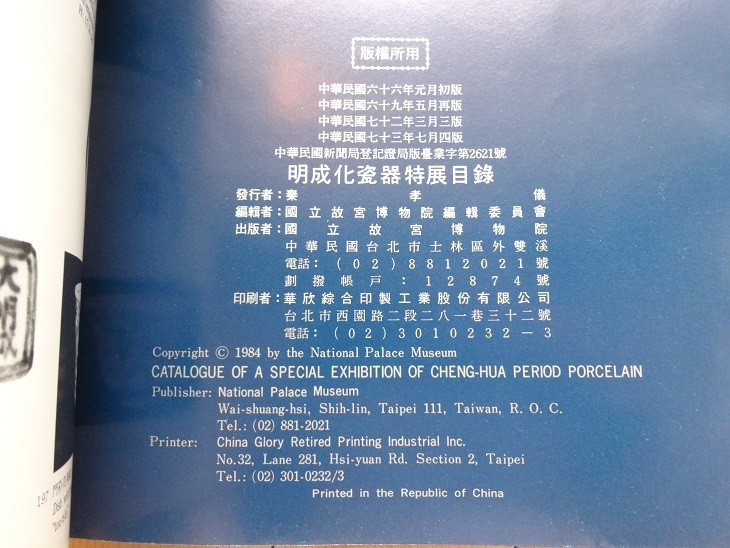 版權所用
中華民國六十六年元月初版
中華民國六十九年五月再版
中華民國七十二年三月三版
中華民國七十三年七月四版
中華民國新聞局登記證局版臺業字第2621號
明成化瓷器特展目錄
發行者：秦孝儀
編輯者：國立故宮博物院編輯委員會
出版者：國立故宮博物院
中華民國台北市士林區外雙溪
電話：(02)8812021號
劃撥帳戶：12874號
印刷者：華欣綜合印製工業股份有限公司
台北市西園路二段二八一巷三十二號
電話：(02)3010232－3
Copyright © 1984 by the National Palace Museum
CATALOGUE OF A SPECIAL EXHIBITION OF CHENG-HUA PERIOD PORCELAIN
Publisher: National Palace Museum
Wai-shuang-hsi, Shih-lin, Taipei 111, Taiwan, R. O. C.
Tel.: (02) 881-2021
Printer: China Glory Retired Printing Industrial Inc.
No.32, Lane 281, Hsi-yuan Rd. Section 2, Taipei
Tel.: (02) 301-0232/3
Printed in the Republic of China
大明成
197